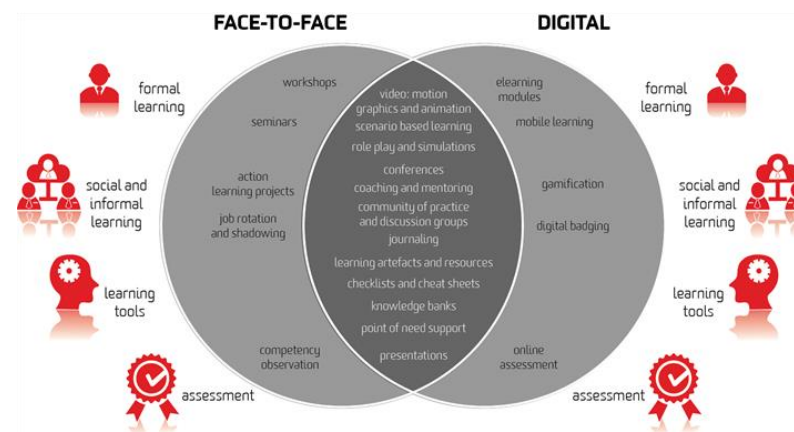 FACE-TO-FACE
DIGITAL
formal
learning
social and
informal
learning
learning
tools
assessment
workshops
seminars
action
learning projects
job rotation
and shadowing
competency
observation
video: motion
graphics and animation
scenario based learning
role play and simulations
conferences
coaching and mentoring
community of practice
and discussion groups
journaling
learning artefacts and resources
checklists and cheat sheets
knowledge banks
point of need support
presentations
elearning
modules
mobile learning
gamification
digital badging
online
assessment
formal
learning
social and
informal
learning
learning
tools
assessment